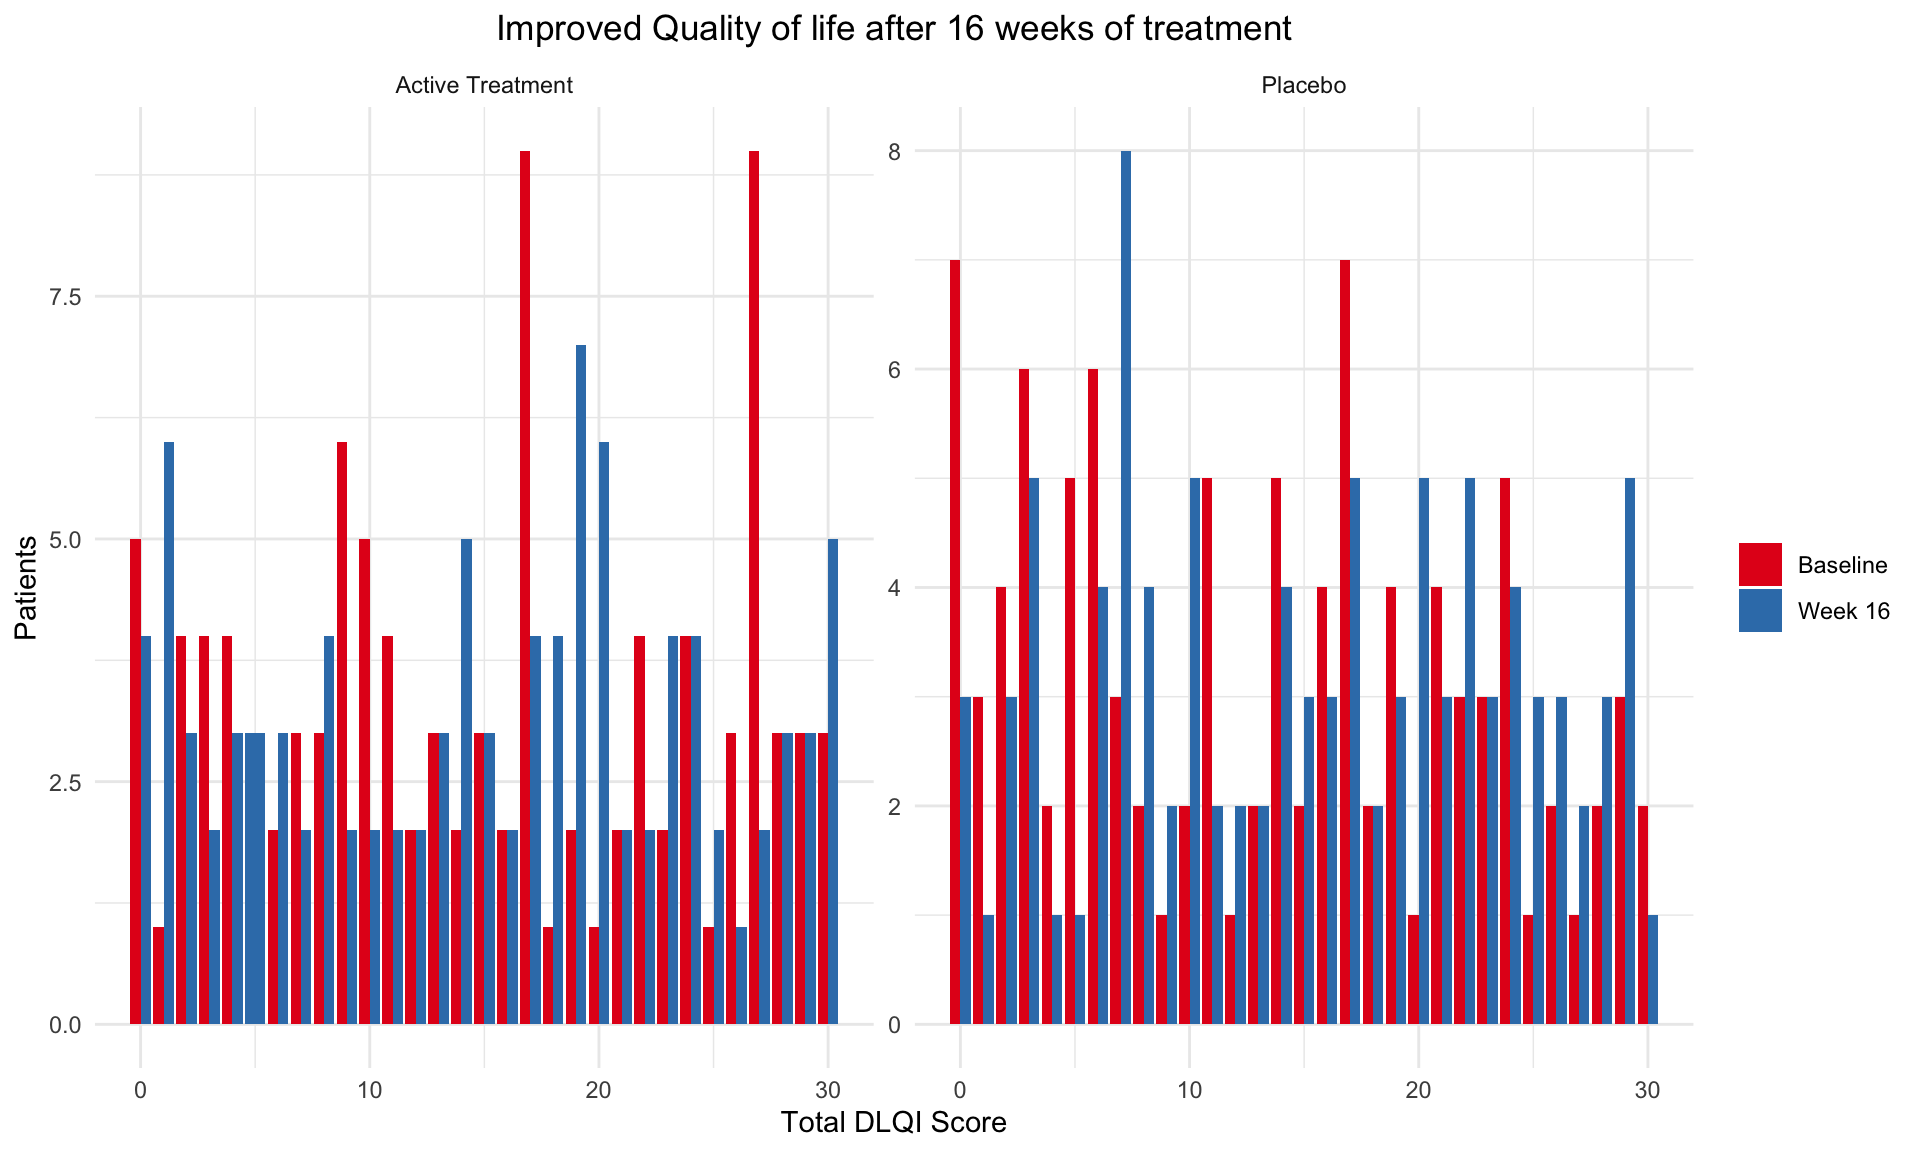 Improved Quality of life after 16 weeks of treatment
Active Treatment
Placebo
Patients
7.5
5.0
2.5
0.0
8
6
4
2
0
0 10 20 30
0 10 20 30
Total DLQI Score
Baseline
Week 16